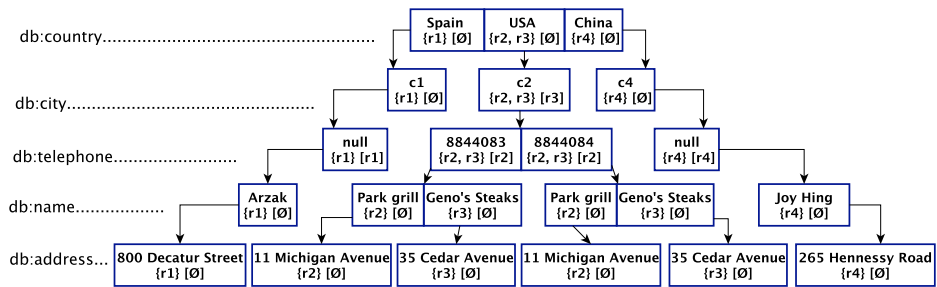 db:country Spain USA China
{r1} [Ø] {r2, r3} [Ø] {r4} [Ø]
db:city c1 c2 c4
{r1} [Ø] {r2, r3} [r3] {r4} [Ø]
db:telephone null 8844083 8844084 null
{r1} [r1] {r2, r3} [r2] {r2, r3} [r2] {r4} [r4]
db:name Arzak Park grill Geno's Steaks Park grill Geno's Steaks Joy Hing
{r1} [Ø] {r2} [Ø] {r3} [Ø] {r2} [Ø] {r3} [Ø] {r4} [Ø]
db:address... 800 Decatur Street 11 Michigan Avenue 35 Cedar Avenue 11 Michigan Avenue 35 Cedar Avenue 265 Hennessy Road
{r1} [Ø] {r2} [Ø] {r3} [Ø] {r2} [Ø] {r3} [Ø] {r4} [Ø]